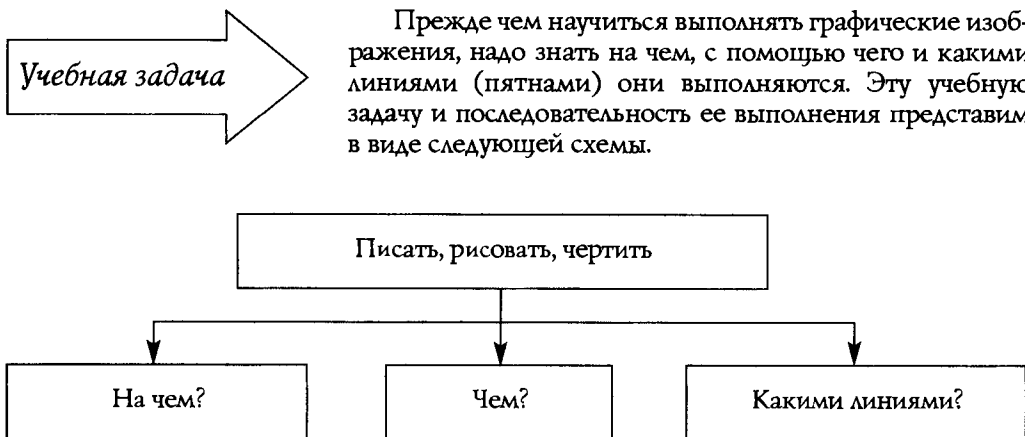 Учебная задача
Прежде чем научиться выполнять графические изоб-
ражения, надо знать на чем, с помощью чего и какими
линиями (пятнами) они выполняются. Эту учебную
задачу и последовательность ее выполнения представим
в виде следующей схемы.
Писать, рисовать, чертить
На чем?
Чем?
Какими линиями?